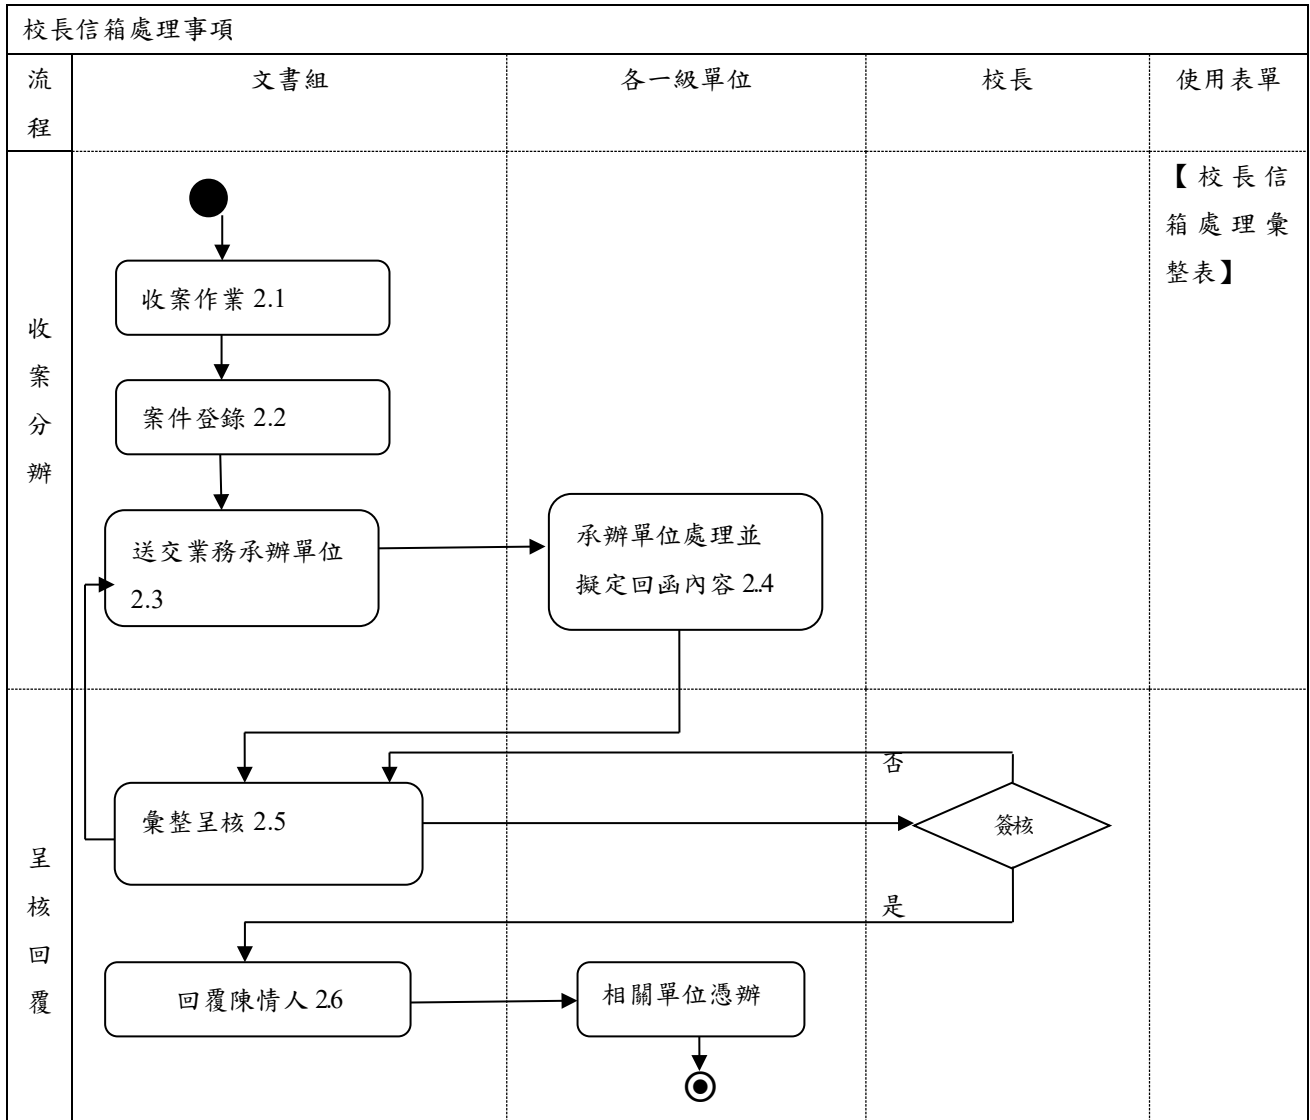 校長信箱處理事項
流程
文書組
各一級單位
校長
使用表單
收案分辦
收案作業 2.1
案件登錄 2.2
送交業務承辦單位
2.3
承辦單位處理並
擬定回函內容 2.4
【校長信
箱處理彙
整表】
呈核回覆
否
彙整呈核 2.5
簽核
是
回覆陳情人 2.6
相關單位憑辦